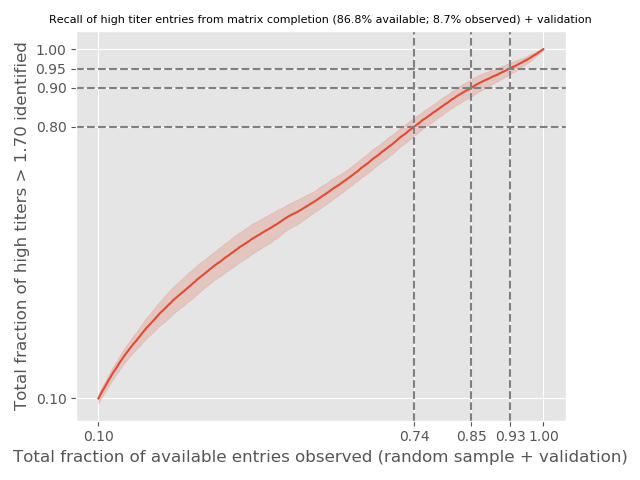 Recall of high titer entries from matrix completion (86.8% available; 8.7% observed) + validation
Total fraction of high titers > 1.70 identified
1.00
0.95
0.90
0.80
0.10
0.10 0.74 0.85 0.93 1.00
Total fraction of available entries observed (random sample + validation)